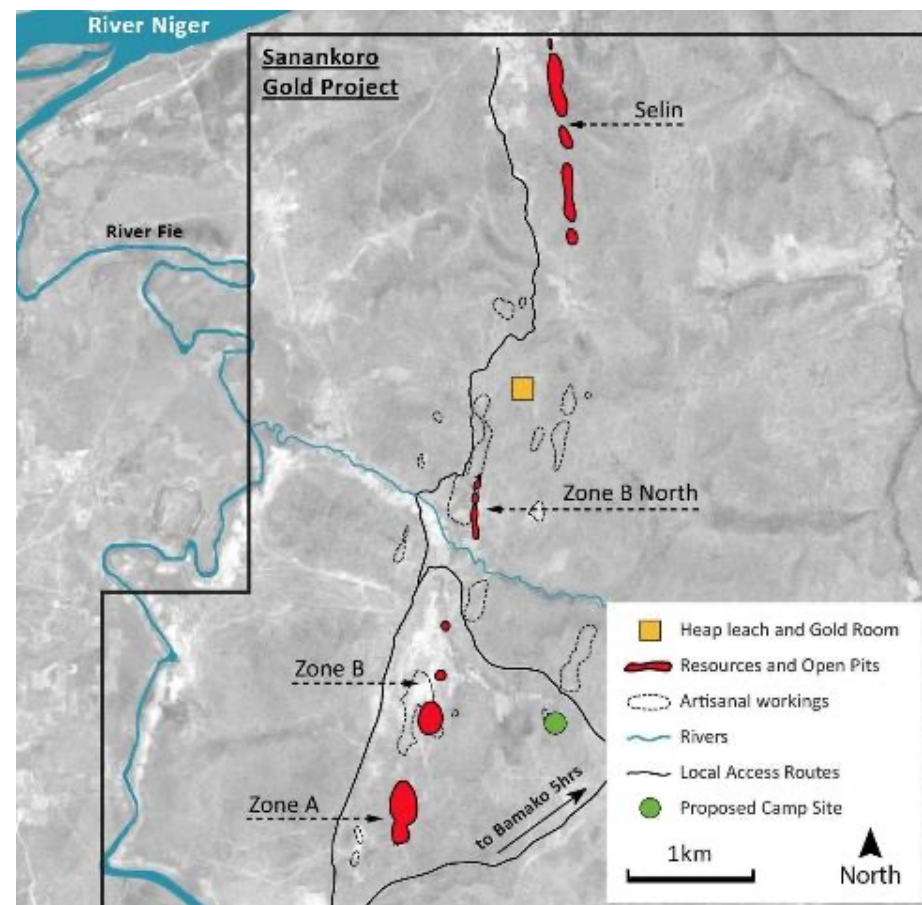 River Niger
Sanankoro
Gold Project
Selin
River Fie
Zone B North
Zone B
Zone A
to Bamako 5hrs
Heap leach and Gold Room
Resources and Open Pits
Artisanal workings
Rivers
Local Access Routes
Proposed Camp Site
1km
North